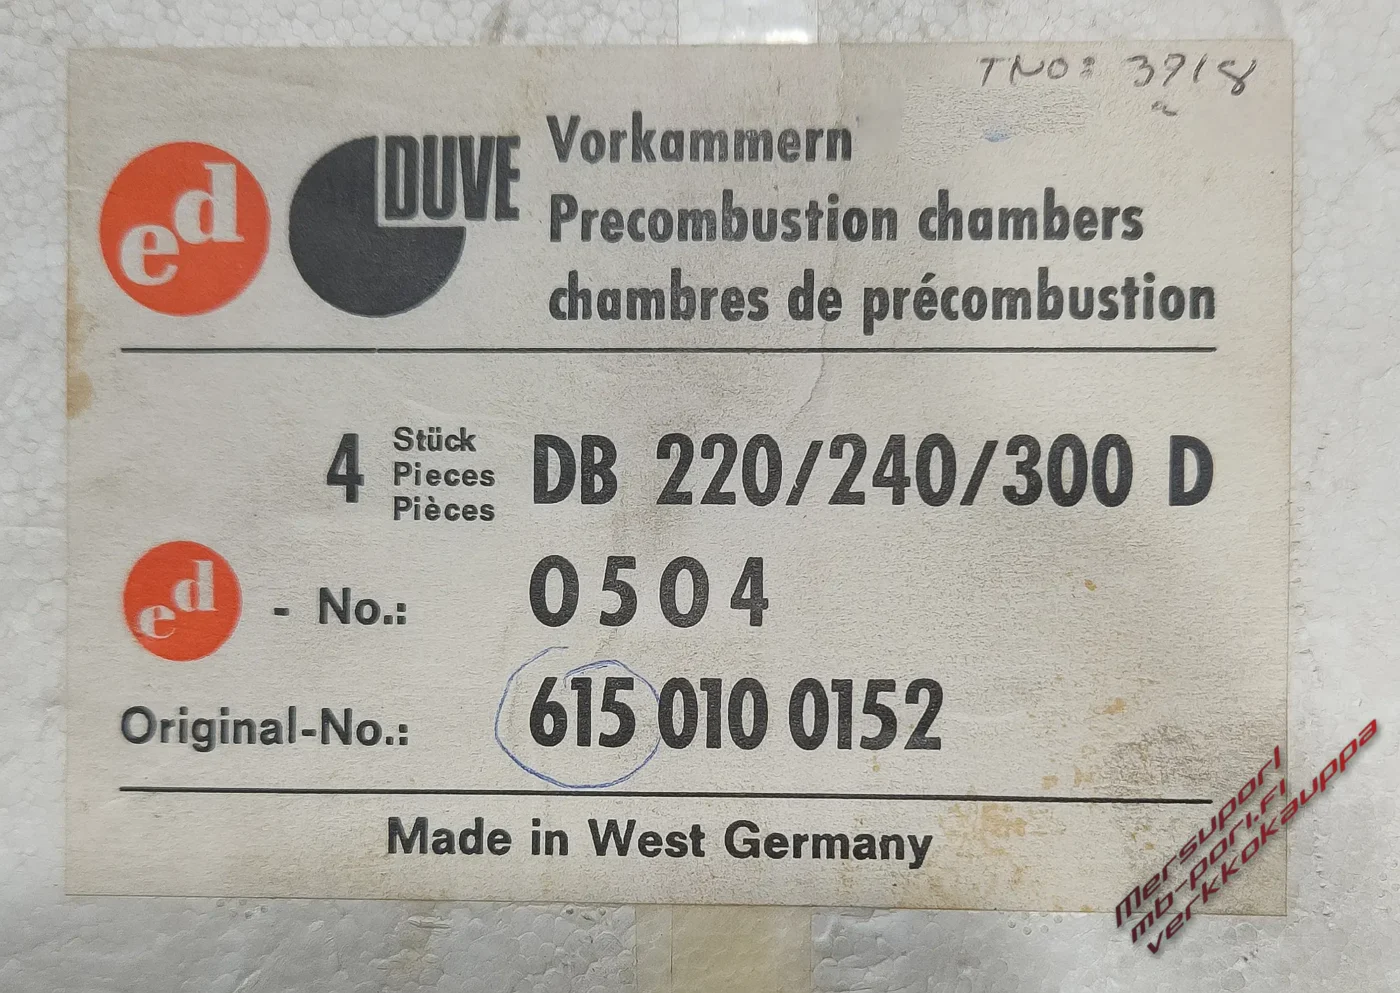 TNO: 3918
ed DUVE
Vorkammern
Precombustion chambers
chambres de précombustion
4 Stück
Pieces
Pièces
DB 220/240/300 D
ed - No.: 0504
Original-No.: 615 010 0152
Made in West Germany
Mersupori
mb-pori.fi
verkkokauppa